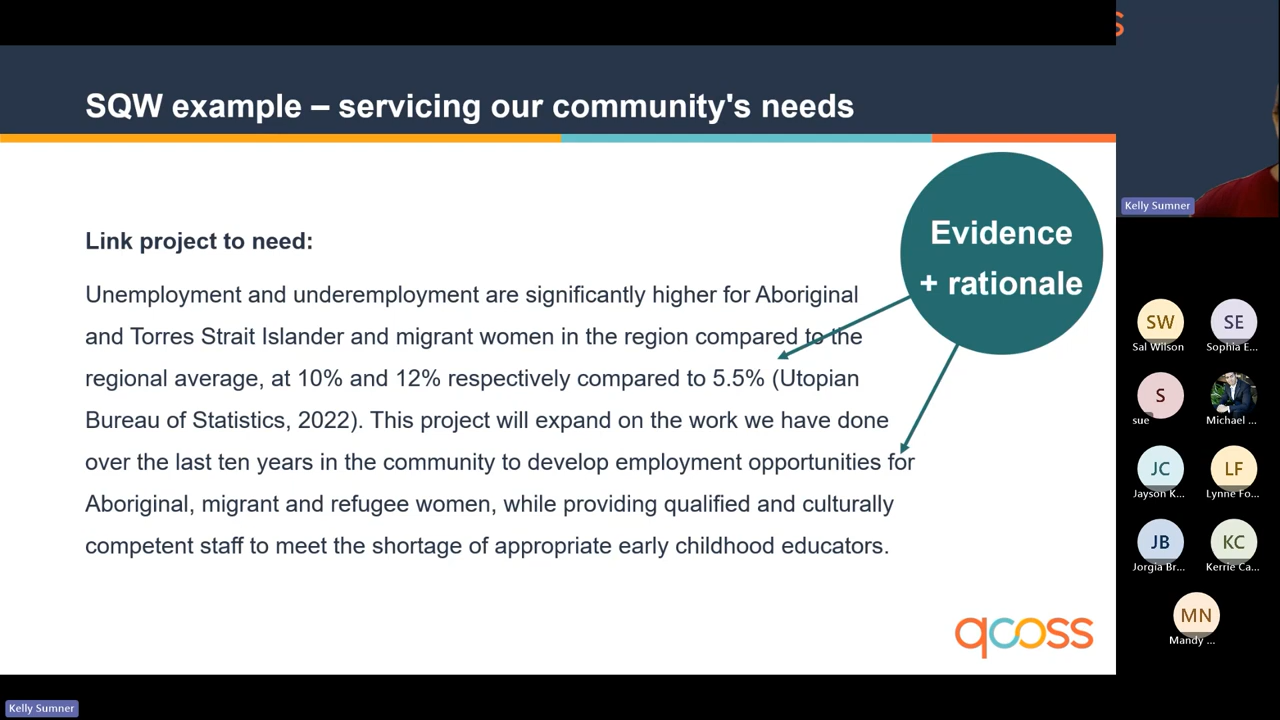 SQW example – servicing our community's needs
Link project to need:
Unemployment and underemployment are significantly higher for Aboriginal
and Torres Strait Islander and migrant women in the region compared to the
regional average, at 10% and 12% respectively compared to 5.5% (Utopian
Bureau of Statistics, 2022). This project will expand on the work we have done
over the last ten years in the community to develop employment opportunities for
Aboriginal, migrant and refugee women, while providing qualified and culturally
competent staff to meet the shortage of appropriate early childhood educators.
Evidence
+ rationale
qcoss
Kelly Sumner
Kelly Sumner
SW
Sal Wilson
SE
Sophia E...
S
sue
Michael ...
JC
Jayson K...
LF
Lynne Fo...
JB
Jorgia Br...
KC
Kerrie Ca...
MN
Mandy ...